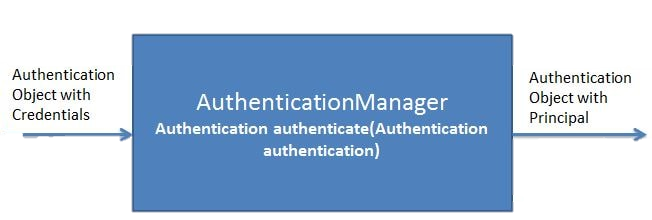 Authentication
Object with
Credentials
AuthenticationManager
Authentication authenticate(Authentication
authentication)
Authentication
Object with
Principal